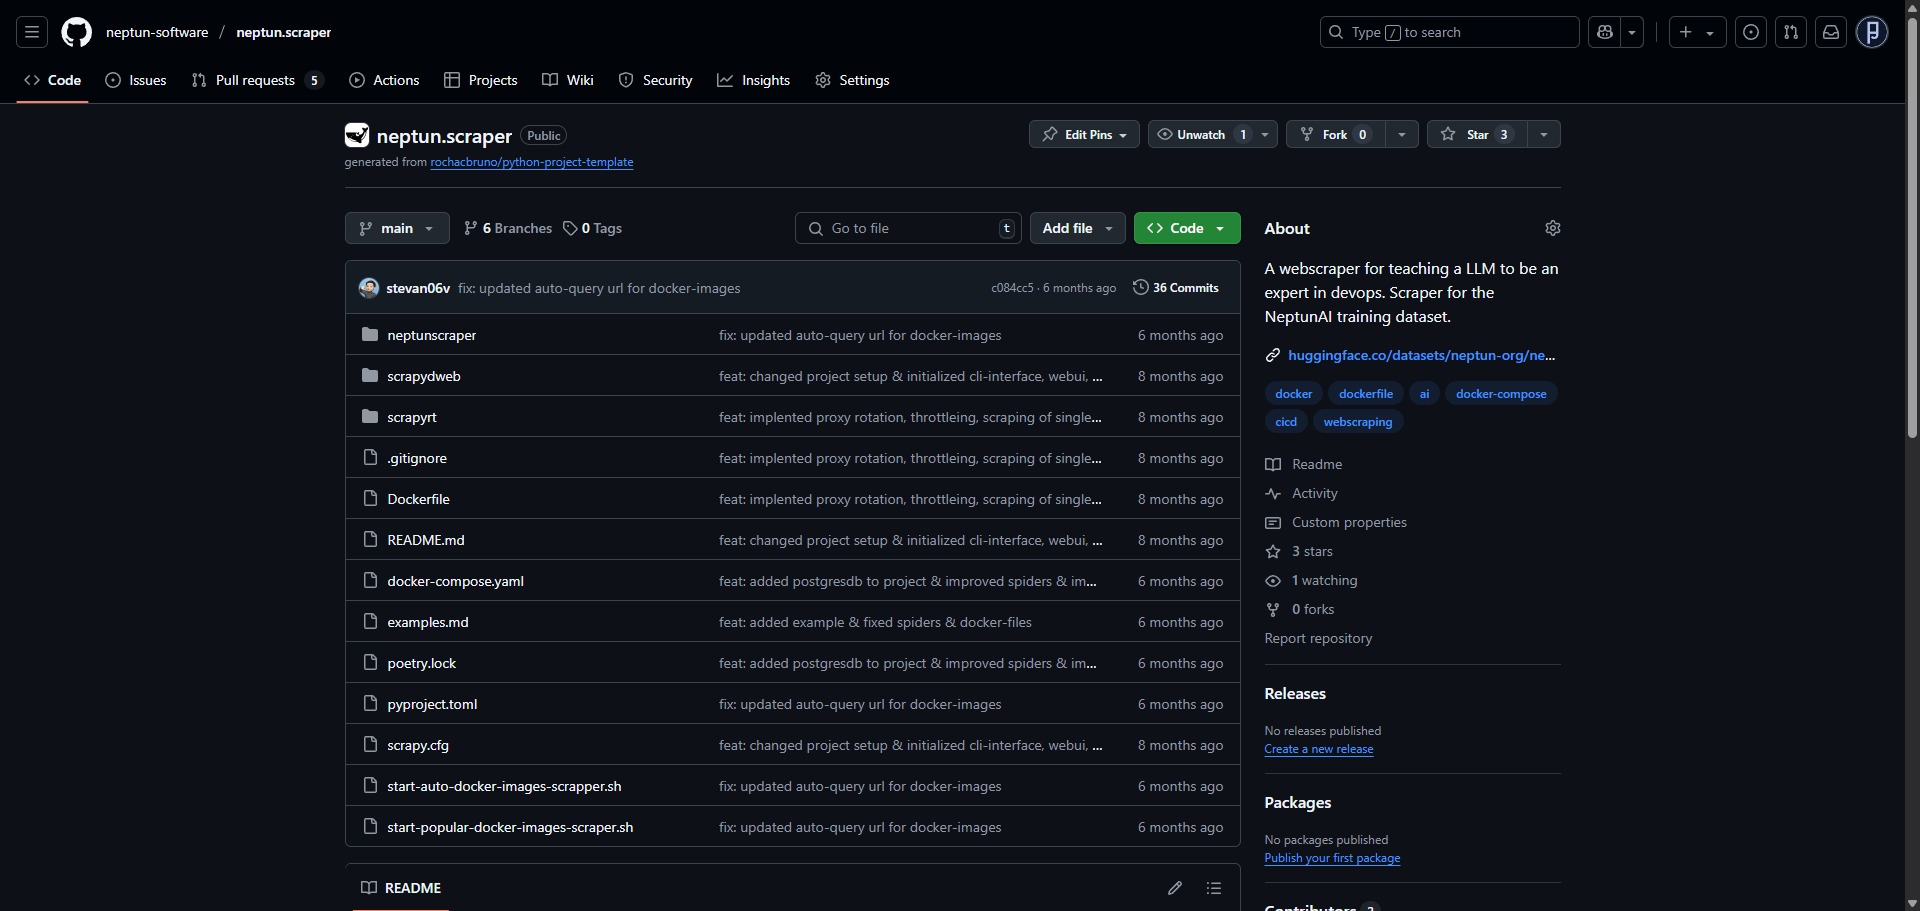 neptun-software / neptun.scraper
Type / to search
Code Issues Pull requests 5 Actions Projects Wiki Security Insights Settings
neptun.scraper Public
Edit Pins Unwatch 1 Fork 0 Star 3
generated from rochacbruno/python-project-template
main 6 Branches 0 Tags Go to file t Add file Code
stevan06v fix: updated auto-query url for docker-images c084cc5 · 6 months ago 36 Commits
neptunscraper fix: updated auto-query url for docker-images 6 months ago
scrapydweb feat: changed project setup & initialized cli-interface, webui, ... 8 months ago
scrapyrt feat: implented proxy rotation, throttleing, scraping of single... 8 months ago
.gitignore feat: implented proxy rotation, throttleing, scraping of single... 8 months ago
Dockerfile feat: implented proxy rotation, throttleing, scraping of single... 8 months ago
README.md feat: changed project setup & initialized cli-interface, webui, ... 8 months ago
docker-compose.yaml feat: added postgresdb to project & improved spiders & im... 6 months ago
examples.md feat: added example & fixed spiders & docker-files 6 months ago
poetry.lock feat: added postgresdb to project & improved spiders & im... 6 months ago
pyproject.toml fix: updated auto-query url for docker-images 6 months ago
scrapy.cfg feat: changed project setup & initialized cli-interface, webui, ... 8 months ago
start-auto-docker-images-scrapper.sh fix: updated auto-query url for docker-images 6 months ago
start-popular-docker-images-scraper.sh fix: updated auto-query url for docker-images 6 months ago
README
About
A webscraper for teaching a LLM to be an
expert in devops. Scraper for the
NeptunAI training dataset.
huggingface.co/datasets/neptun-org/ne...
docker dockerfile ai docker-compose
cicd webscraping
Readme
Activity
Custom properties
3 stars
1 watching
0 forks
Report repository
Releases
No releases published
Create a new release
Packages
No packages published
Publish your first package
Contributors 2